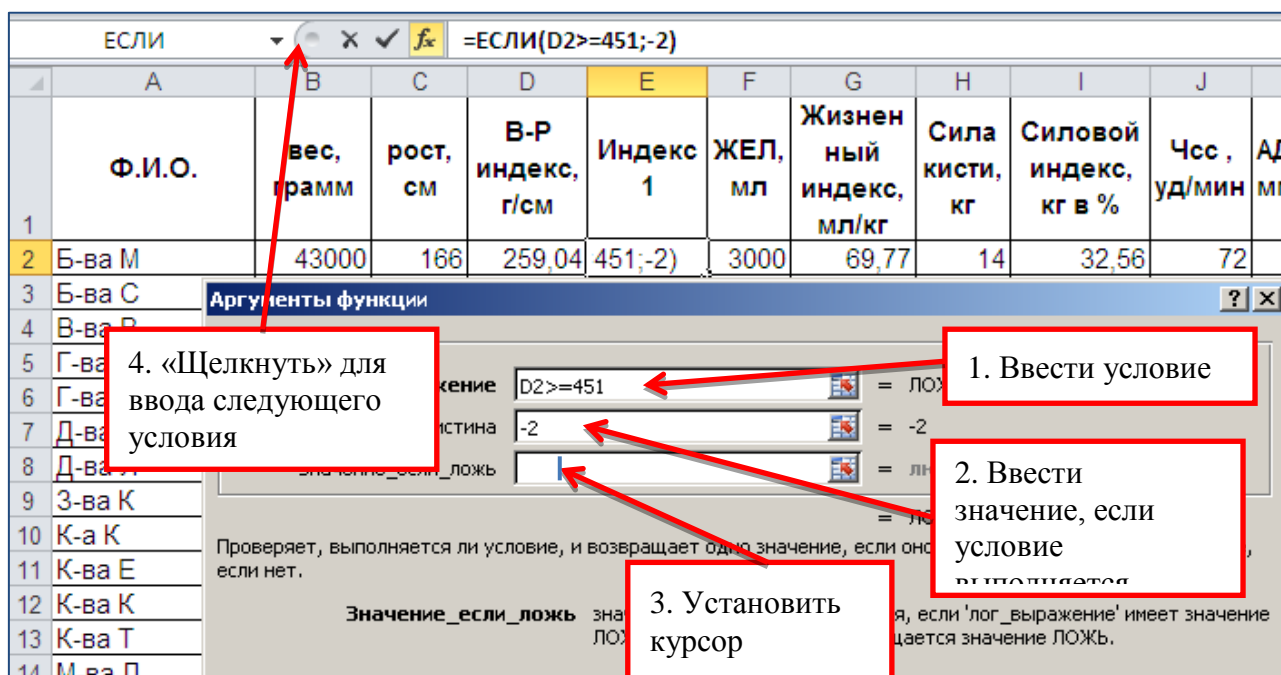 ЕСЛИ =ЕСЛИ(D2>=451;-2)
A B C D E F G H I J
1 Ф.И.О. вес, грамм рост, см В-Р индекс, г/см Индекс 1 ЖЕЛ, мл Жизнен ный индекс, мл/кг Сила кисти, кг Силовой индекс, кг в % Чсс , уд/мин
2 Б-ва М 43000 166 259,04 451;-2) 3000 69,77 14 32,56 72
3 Б-ва С
Аргументы функции
4 В-ва
5 Г-ва
6 Г-ва
7 Д-ва
8 Д-ва
9 З-ва К
10 К-а К
11 К-ва Е
12 К-ва К
13 К-ва Т
14 М-ва
D2>=451 =
-2 = -2
=
=
4. «Щелкнуть» для
ввода следующего
условия
1. Ввести условие
2. Ввести
значение, если
условие
выполняется
3. Установить
курсор
Проверяет, выполняется ли условие, и возвращает одно значение, если
если нет.
Значение_если_ложь
, если 'лог_выражение' имеет значение
значение ЛОЖЬ.